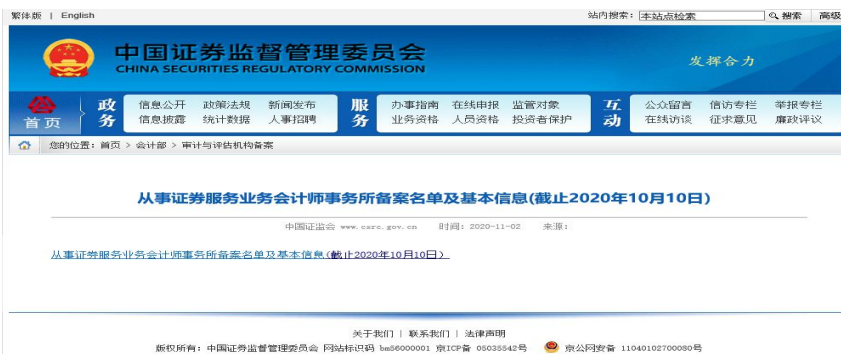 繁体版 | English 站内搜索: 本站点检索 搜索 高级
中国证券监督管理委员会
CHINA SECURITIES REGULATORY COMMISSION
发挥合力
首页 政务 信息公开 政策法规 新闻发布 服务 办事指南 在线申报 监管对象 互动 公众留言 信访专栏 举报专栏
信息披露 统计数据 人事招聘 业务资格 人员资格 投资者保护 在线访谈 征求意见 廉政评议
您的位置: 首页 > 会计部 > 审计与评估机构备案
从事证券服务业务会计师事务所备案名单及基本信息(截止2020年10月10日)
中国证监会 www.csrc.gov.cn 时间: 2020-11-02 来源:
从事证券服务业务会计师事务所备案名单及基本信息(截止2020年10月10日)
关于我们 | 联系我们 | 法律声明
版权所有: 中国证券监督管理委员会 网站标识码 bm56000001 京ICP备 05035542号 京公网安备 11040102700080号